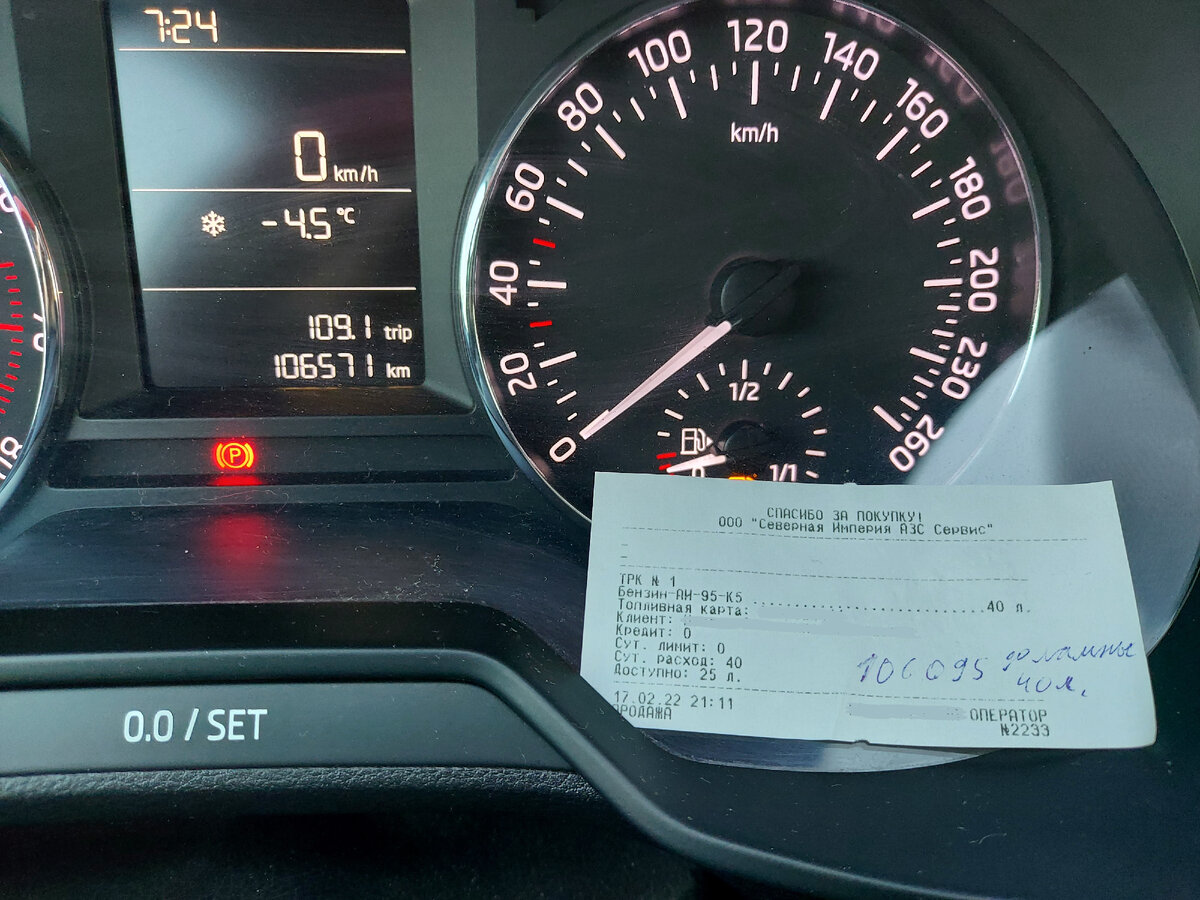 7:24
0 km/h
-4.5 °C
109.1 trip
106571 km
P
20
40
60
80
100
120
140
160
180
200
230
260
0
km/h
1/2
0
1/1
8
0.0 / SET
СПАСИБО ЗА ПОКУПКУ!
ООО "Северная Империя АЗС Сервис"
ТРК № 1
Бензин-АИ-95-К5 ..........................40 л.
Топливная карта:
Клиент:
Кредит: 0
Сут. лимит: 0
Сут. расход: 40
Доступно: 25 л.
106095 до лампы
40 л.
17.02.22 21:11
ПРОДАЖА
ОПЕРАТОР
№2233